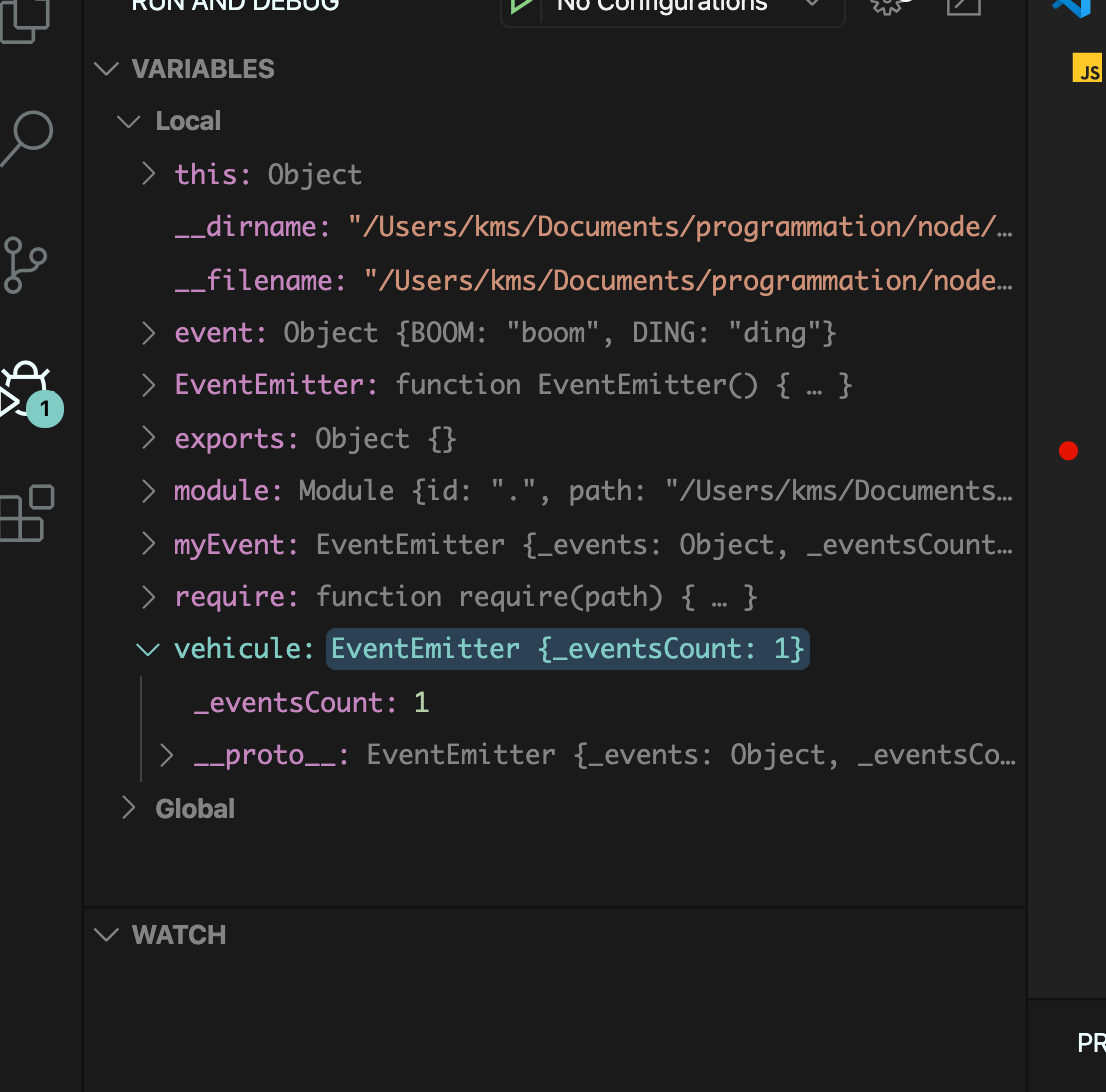 RUN AND DEBUG
No Configurations
VARIABLES
JS
Local
this: Object
__dirname: "/Users/kms/Documents/programmation/node/…
__filename: "/Users/kms/Documents/programmation/node…
event: Object {BOOM: "boom", DING: "ding"}
EventEmitter: function EventEmitter() { … }
1
exports: Object {}
module: Module {id: ".", path: "/Users/kms/Documents…
myEvent: EventEmitter {_events: Object, _eventsCount…
require: function require(path) { … }
vehicule: EventEmitter {_eventsCount: 1}
_eventsCount: 1
__proto__: EventEmitter {_events: Object, _eventsCo…
Global
WATCH
PR